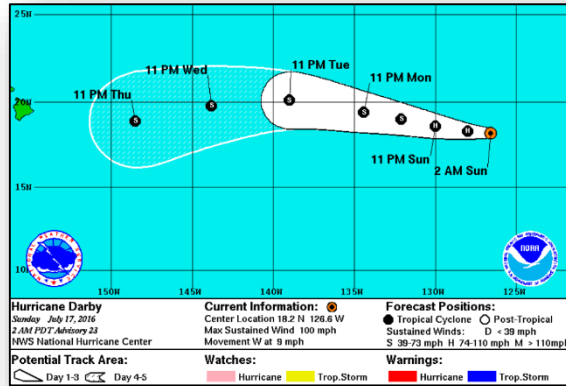 25N
11 PM Tue
11 PM Wed
11 PM Mon
11 PM Thu
20N
S
S
S
S
S
H
H
11 PM Sun
2 AM Sun
15N
NOAA
10N
150W 145W 140W 135W 130W 125W
Hurricane Darby
Sunday July 17, 2016
2 AM PDT Advisory 23
NWS National Hurricane Center
Current Information:
Center Location 18.2 N 126.6 W
Max Sustained Wind 100 mph
Movement W at 9 mph
Forecast Positions:
Tropical Cyclone Post-Tropical
Sustained Winds: D < 39 mph
S 39-73 mph H 74-110 mph M > 110mph
Potential Track Area:
Day 1-3 Day 4-5
Watches:
Hurricane Trop.Storm
Warnings:
Hurricane Trop.Storm